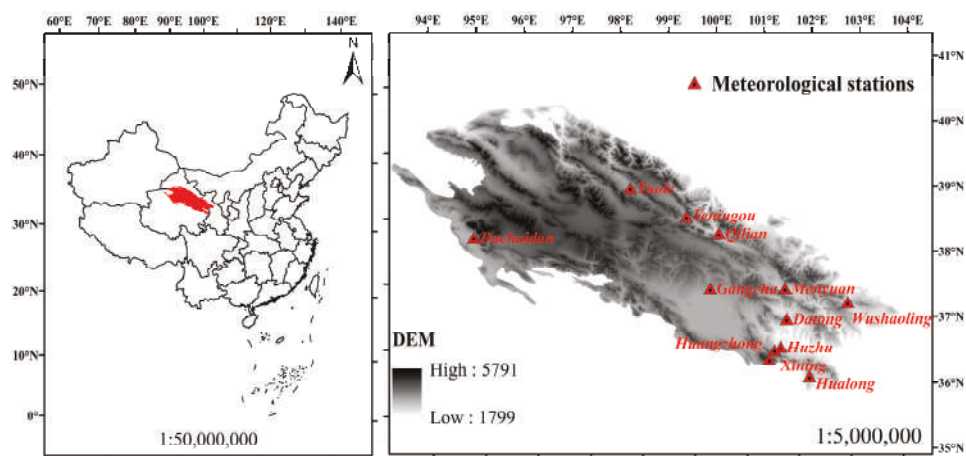 60°E 80°E 90°E 100°E 120°E
94°E 95°E 96°E 97°E 98°E 99°E 100°E 101°E 102°E 103°E 104°E
N
50°N
40°N
30°N
20°N
10°N
0°
1:50,000,000
41°N
40°N
39°N
38°N
37°N
36°N
35°N
Meteorological stations
Tuole
Yeniugou
Qilian
Dachaidan
Gangcha
Menyuan
Datong
Wushaoling
Huangzhong
Huzhu
Xining
Hualong
DEM
High : 5791
Low : 1799
1:5,000,000